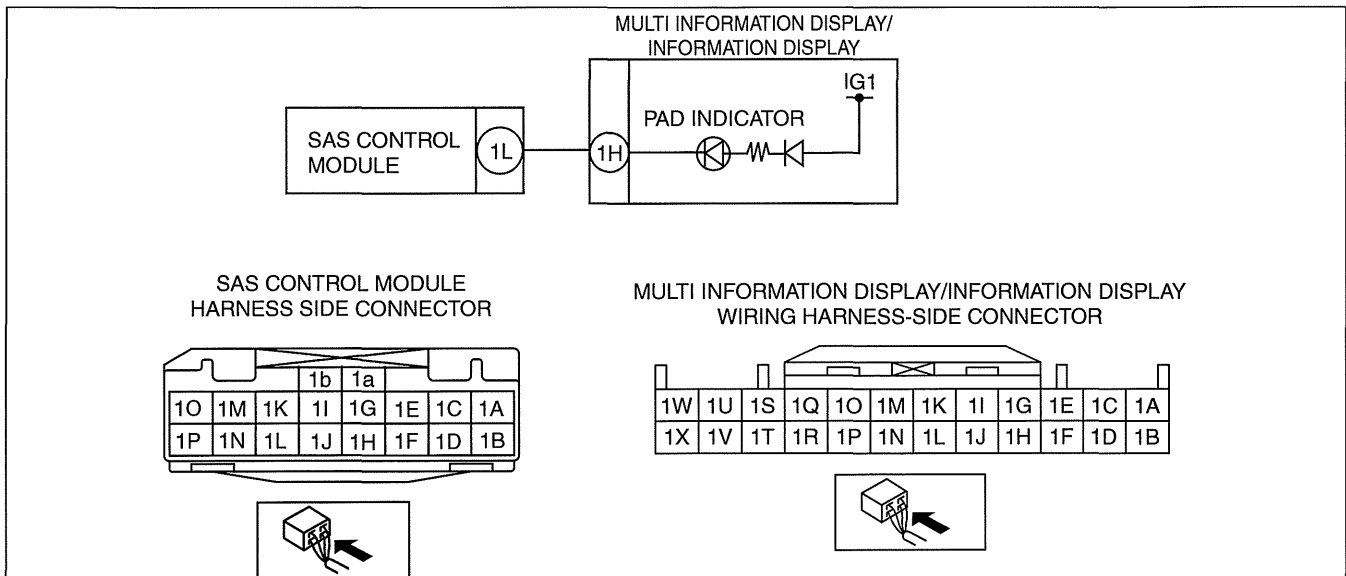 MULTI INFORMATION DISPLAY/
INFORMATION DISPLAY
IG1
PAD INDICATOR
SAS CONTROL
MODULE
1L
1H
SAS CONTROL MODULE
HARNESS SIDE CONNECTOR
1b 1a
1O 1M 1K 1I 1G 1E 1C 1A
1P 1N 1L 1J 1H 1F 1D 1B
MULTI INFORMATION DISPLAY/INFORMATION DISPLAY
WIRING HARNESS-SIDE CONNECTOR
1W 1U 1S 1Q 1O 1M 1K 1I 1G 1E 1C 1A
1X 1V 1T 1R 1P 1N 1L 1J 1H 1F 1D 1B